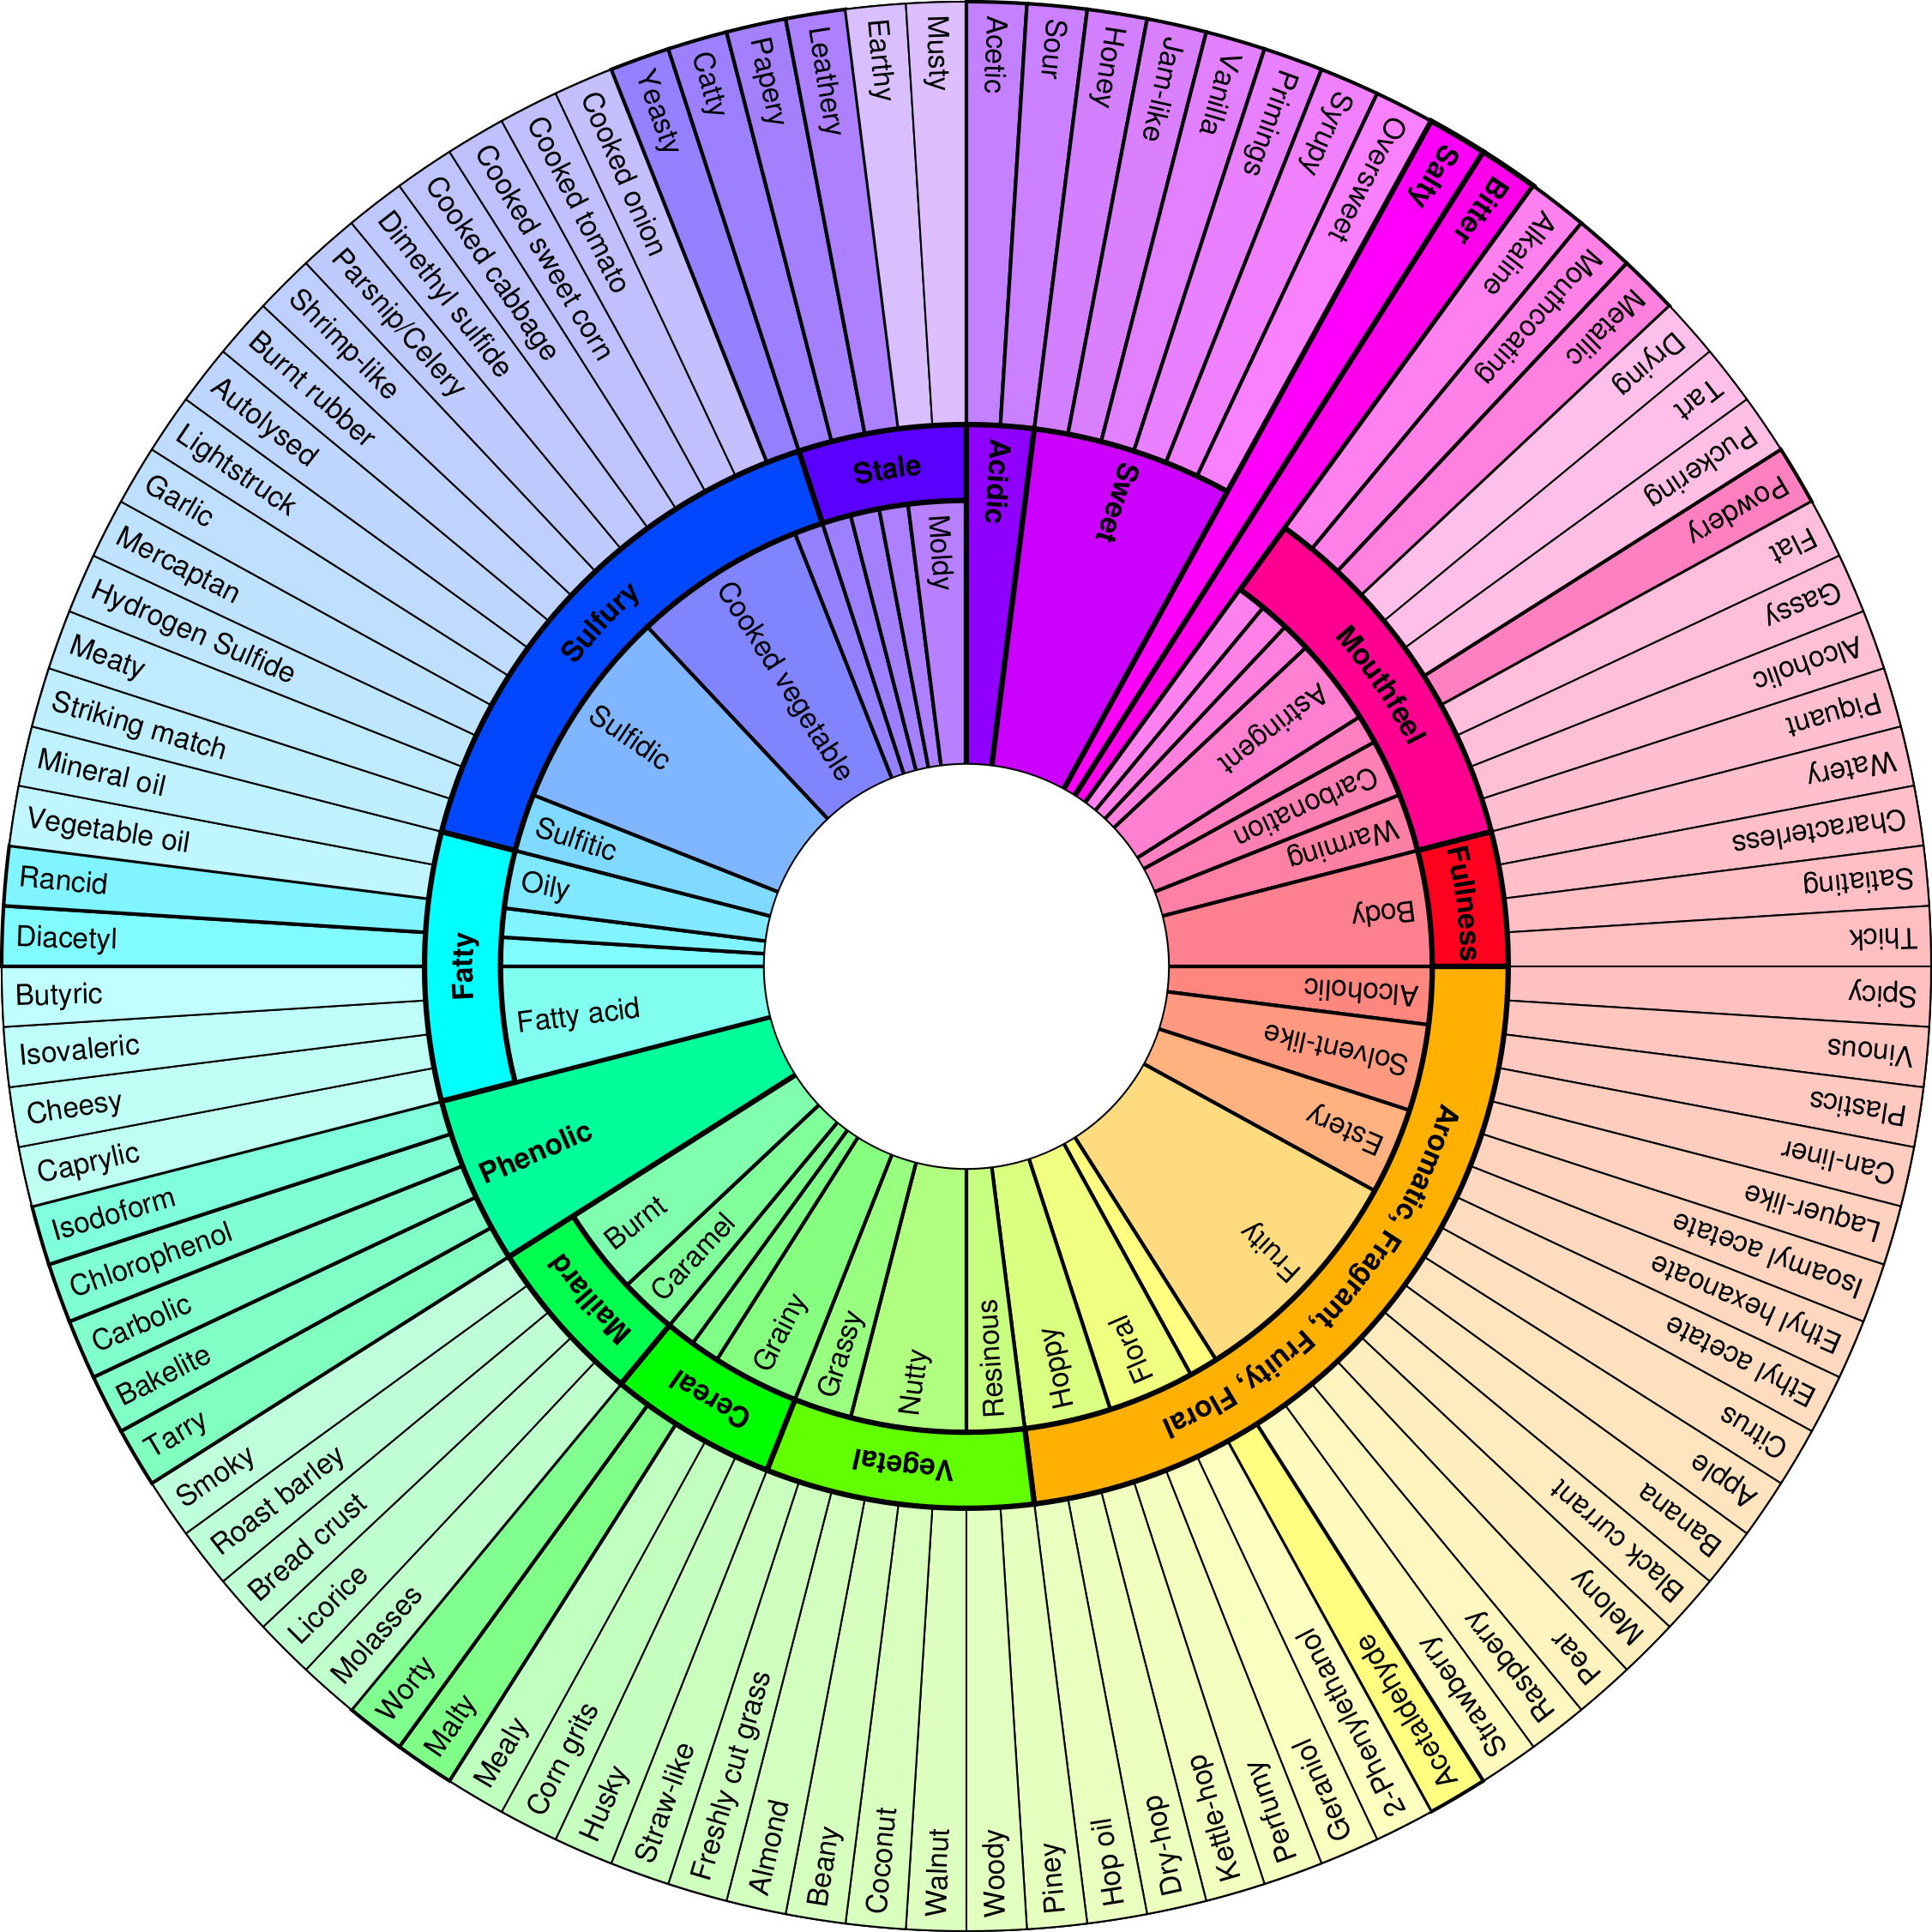 Acetic
Sour
Honey
Jam-like
Vanilla
Primings
Syrupy
Oversweet
Salty
Bitter
Alkaline
Mouthcoating
Metallic
Drying
Tart
Puckering
Powdery
Flat
Gassy
Alcoholic
Piquant
Watery
Characterless
Satiating
Thick
Spicy
Vinous
Plastics
Can-liner
Laquer-like
Isoamyl acetate
Ethyl hexanoate
Ethyl acetate
Citrus
Apple
Banana
Black currant
Melony
Pear
Raspberry
Strawberry
Acetaldehyde
2-Phenylethanol
Geraniol
Perfumy
Kettle-hop
Dry-hop
Hop oil
Piney
Woody
Walnut
Coconut
Beany
Almond
Freshly cut grass
Straw-like
Husky
Corn grits
Mealy
Malty
Worty
Molasses
Licorice
Bread crust
Roast barley
Smoky
Tarry
Bakelite
Carbolic
Chlorophenol
Isodoform
Caprylic
Cheesy
Isovaleric
Butyric
Diacetyl
Rancid
Vegetable oil
Mineral oil
Striking match
Meaty
Hydrogen Sulfide
Mercaptan
Garlic
Lightstruck
Autolysed
Burnt rubber
Shrimp-like
Parsnip/Celery
Dimethyl sulfide
Cooked cabbage
Cooked sweet corn
Cooked tomato
Cooked onion
Yeasty
Catty
Papery
Leathery
Earthy
Musty
Acidic
Sweet
Mouthfeel
Fullness
Aromatic, Fragrant, Fruity, Floral
Vegetal
Cereal
Maillard
Phenolic
Fatty
Sulfury
Stale
Astringent
Carbonation
Warming
Body
Alcoholic
Solvent-like
Estery
Fruity
Floral
Hoppy
Resinous
Nutty
Grassy
Grainy
Caramel
Burnt
Fatty acid
Oily
Sulfitic
Sulfidic
Cooked vegetable
Moldy